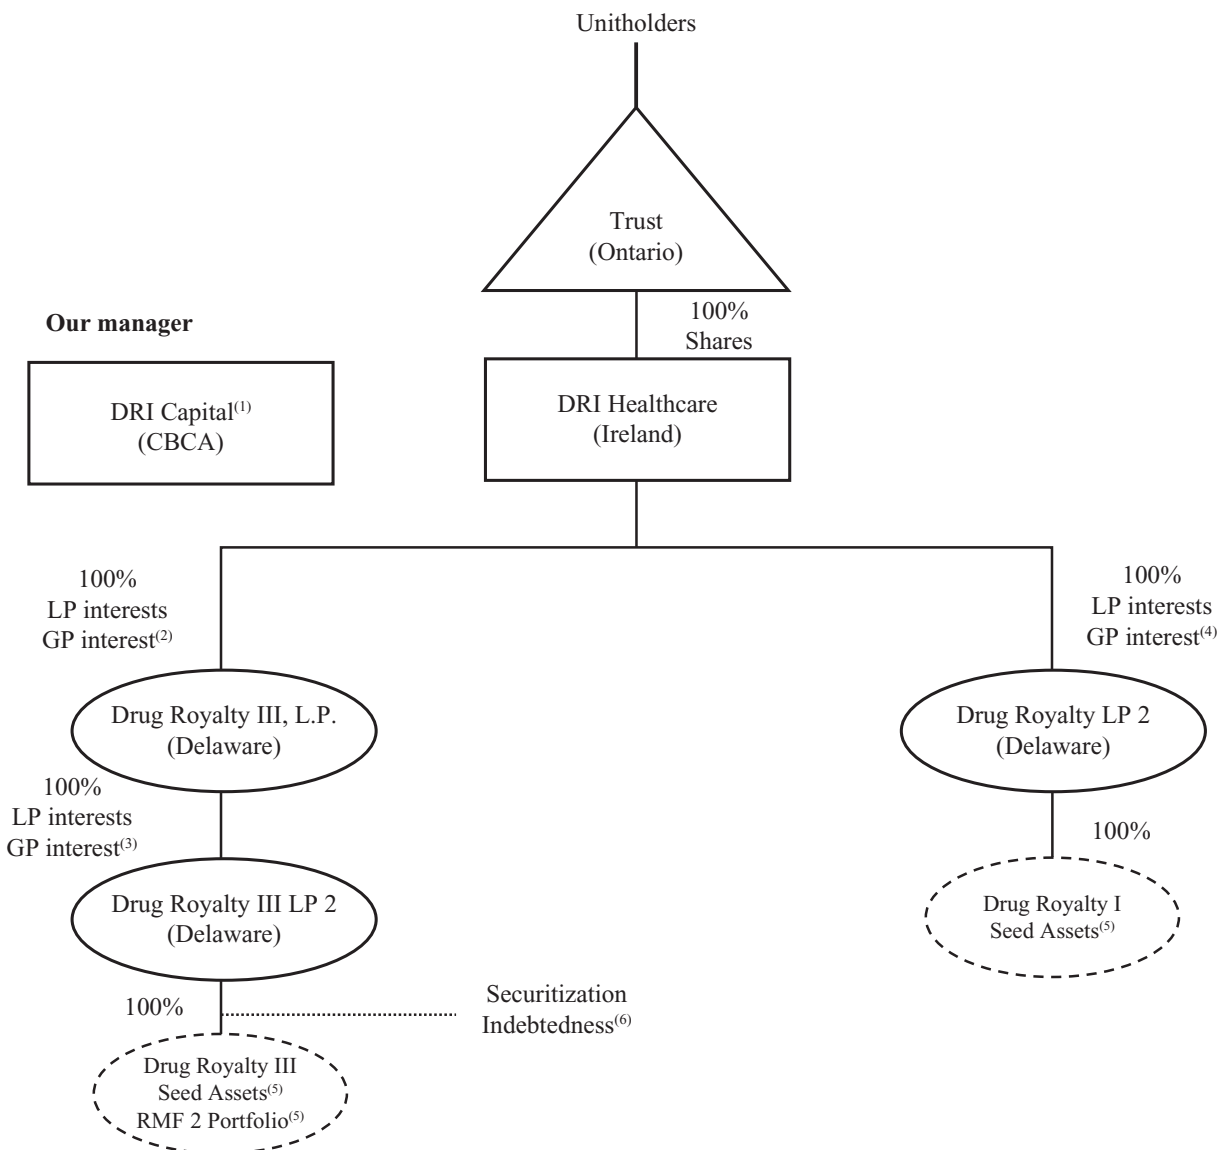 Unitholders
Trust
(Ontario)
100%
Shares
Our manager
DRI Capital(1)
(CBCA)
DRI Healthcare
(Ireland)
100%
LP interests
GP interest(2)
100%
LP interests
GP interest(4)
Drug Royalty III, L.P.
(Delaware)
Drug Royalty LP 2
(Delaware)
100%
LP interests
GP interest(3)
100%
Drug Royalty III LP 2
(Delaware)
Drug Royalty I
Seed Assets(5)
100%
Securitization
Indebtedness(6)
Drug Royalty III
Seed Assets(5)
RMF 2 Portfolio(5)